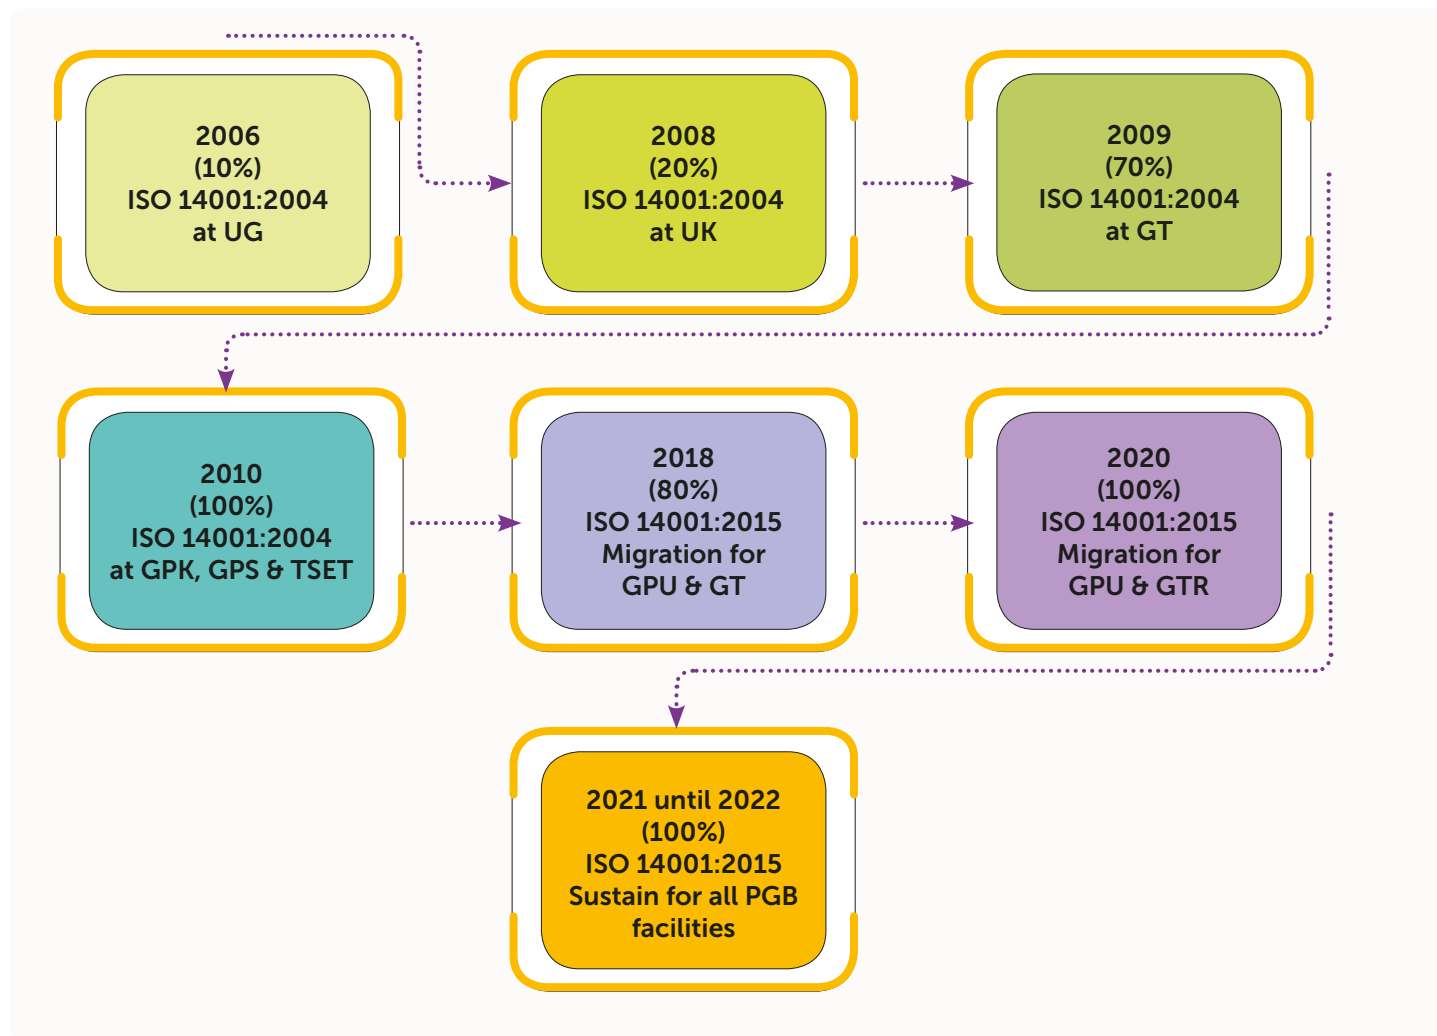 2006
(10%)
ISO 14001:2004
at UG
2008
(20%)
ISO 14001:2004
at UK
2009
(70%)
ISO 14001:2004
at GT
2010
(100%)
ISO 14001:2004
at GPK, GPS & TSET
2018
(80%)
ISO 14001:2015
Migration for
GPU & GT
2020
(100%)
ISO 14001:2015
Migration for
GPU & GTR
2021 until 2022
(100%)
ISO 14001:2015
Sustain for all PGB
facilities